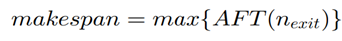 makespan = max{AFT(n_exit)}